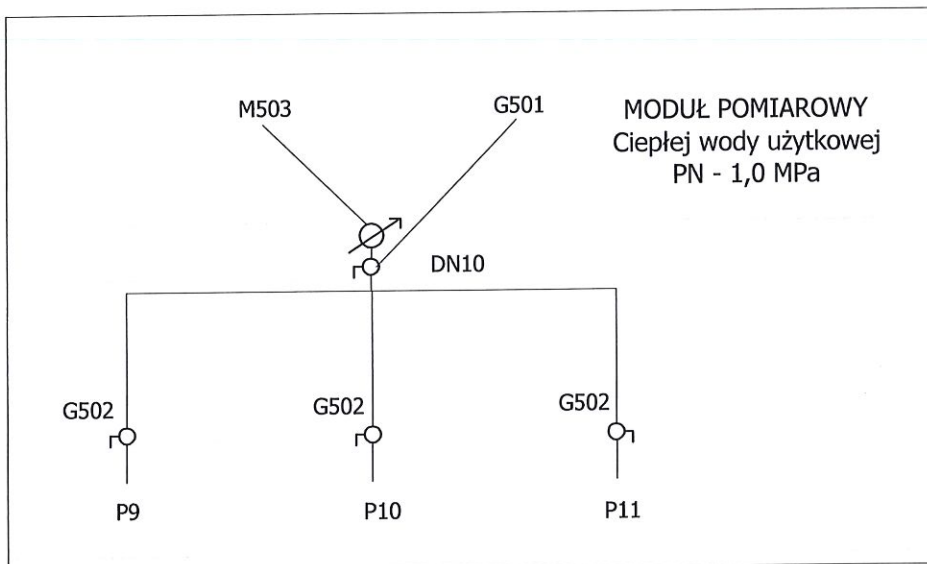 M503
G501
MODUŁ POMIAROWY
Ciepłej wody użytkowej
PN - 1,0 MPa
DN10
G502
G502
G502
P9
P10
P11